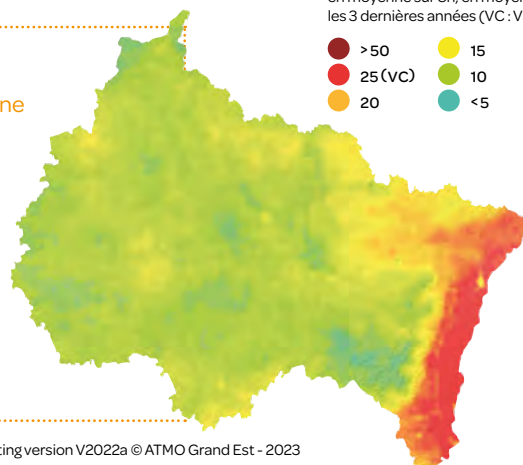 les 3 dernières années (VC : V
>50
25 (VC)
20
15
10
<5
ne
ting version V2022a © ATMO Grand Est - 2023